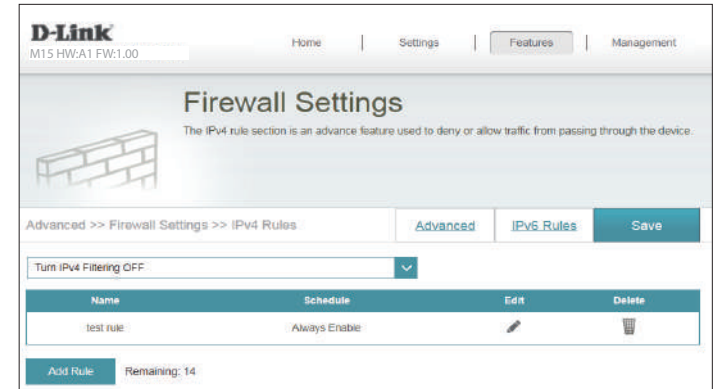 D-Link
M15 HW:A1 FW:1.00
Home | Settings | Features | Management
Firewall Settings
The IPv4 rule section is an advance feature used to deny or allow traffic from passing through the device.
Advanced >> Firewall Settings >> IPv4 Rules
Advanced
IPv6 Rules
Save
Turn IPv4 Filtering OFF
Name Schedule Edit Delete
test rule Always Enable
Add Rule Remaining: 14